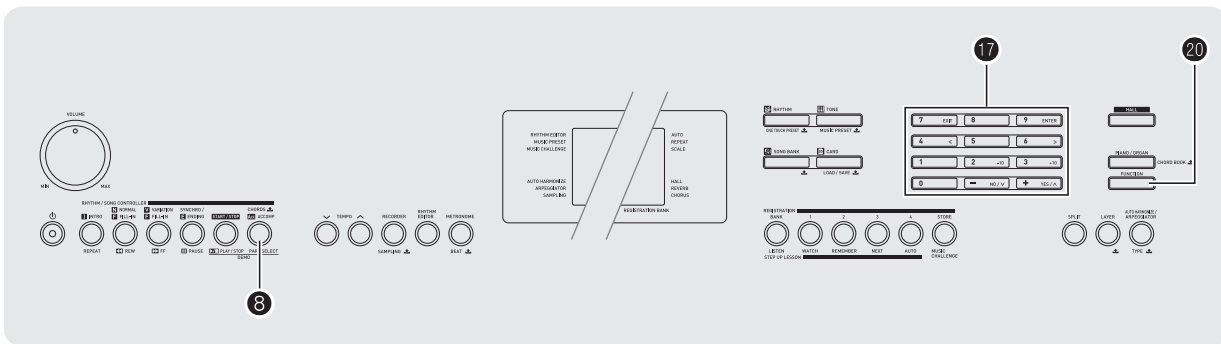 17
20
VOLUME
MIN
MAX
RHYTHM EDITOR
MUSIC PRESET
MUSIC CHALLENGE
AUTO HARMONIZE
ARPEGGIATOR
SAMPLING
AUTO
REPEAT
SCALE
HALL
REVERB
CHORUS
REGISTRATION BANK
RHYTHM
TONE
ONE TOUCH PRESET
MUSIC PRESET
SONG BANK
CARD
LOAD / SAVE
7 EXIT
8
9 ENTER
4 <
5
6 >
1
2 -10
3 +10
0
− NO / ∨
+ YES / ∧
HALL
PIANO / ORGAN
CHORD BOOK
FUNCTION
RHYTHM / SONG CONTROLLER
I INTRO
N NORMAL
F FILL-IN
V VARIATION
F FILL-IN
SYNCHRO /
E ENDING
START / STOP
CHORDS
ACCOMP
REPEAT
REW
FF
PAUSE
PLAY / STOP
PART SELECT
DEMO
∨ TEMPO ∧
RECORDER
SAMPLING
RHYTHM
EDITOR
METRONOME
BEAT
REGISTRATION
BANK
1
2
3
4
STORE
LISTEN
WATCH
REMEMBER
NEXT
AUTO
MUSIC
CHALLENGE
STEP UP LESSON
SPLIT
LAYER
AUTO HARMONIZE /
ARPEGGIATOR
TYPE
8